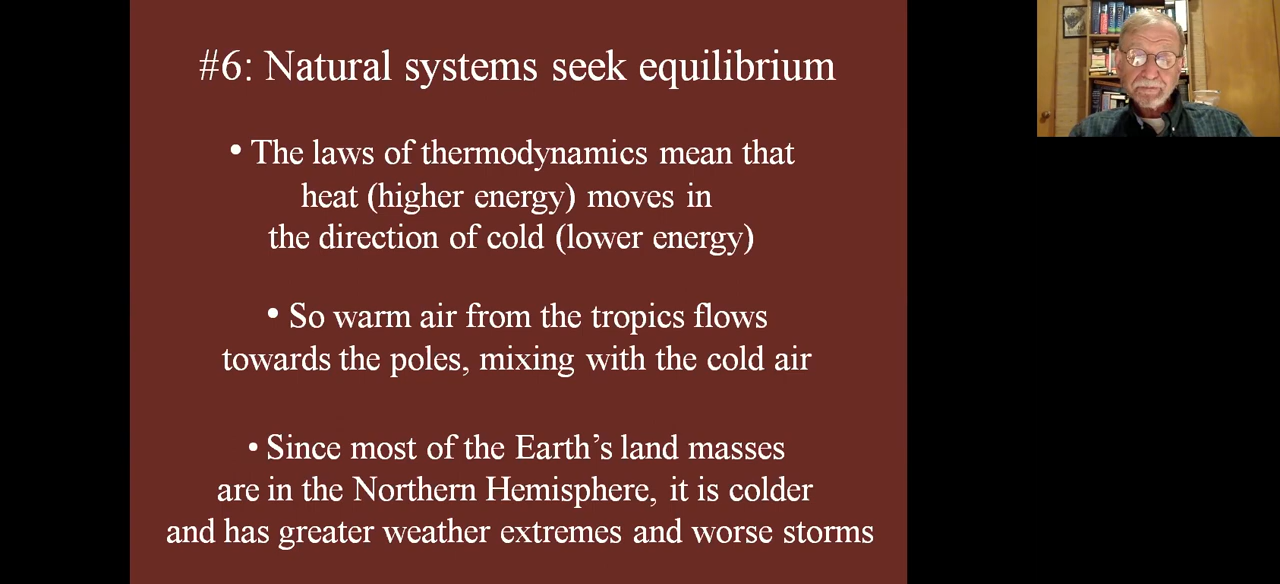 #6: Natural systems seek equilibrium
• The laws of thermodynamics mean that
heat (higher energy) moves in
the direction of cold (lower energy)
• So warm air from the tropics flows
towards the poles, mixing with the cold air
• Since most of the Earth’s land masses
are in the Northern Hemisphere, it is colder
and has greater weather extremes and worse storms